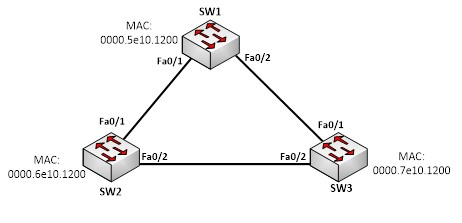 SW1
MAC:
0000.5e10.1200
Fa0/1
Fa0/2
Fa0/1
Fa0/1
MAC:
0000.6e10.1200
Fa0/2
Fa0/2
MAC:
0000.7e10.1200
SW2
SW3